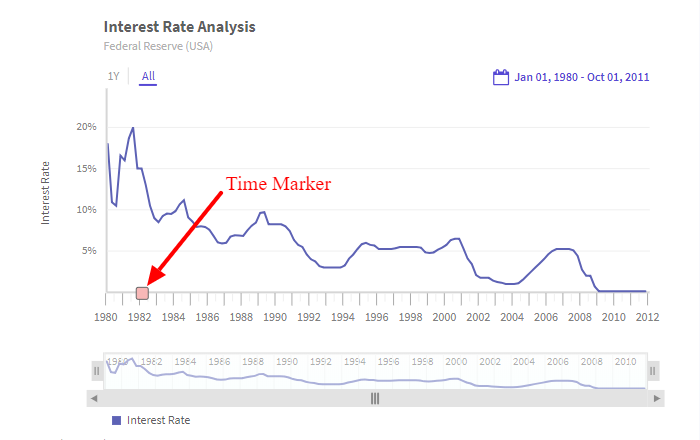 Interest Rate Analysis
Federal Reserve (USA)
1Y All Jan 01, 1980 - Oct 01, 2011
20%
Time Marker
15%
Interest Rate
10%
5%
1980 1982 1984 1986 1988 1990 1992 1994 1996 1998 2000 2002 2004 2006 2008 2010 2012
1980 1982 1984 1986 1988 1990 1992 1994 1996 1998 2000 2002 2004 2006 2008 2010
Interest Rate